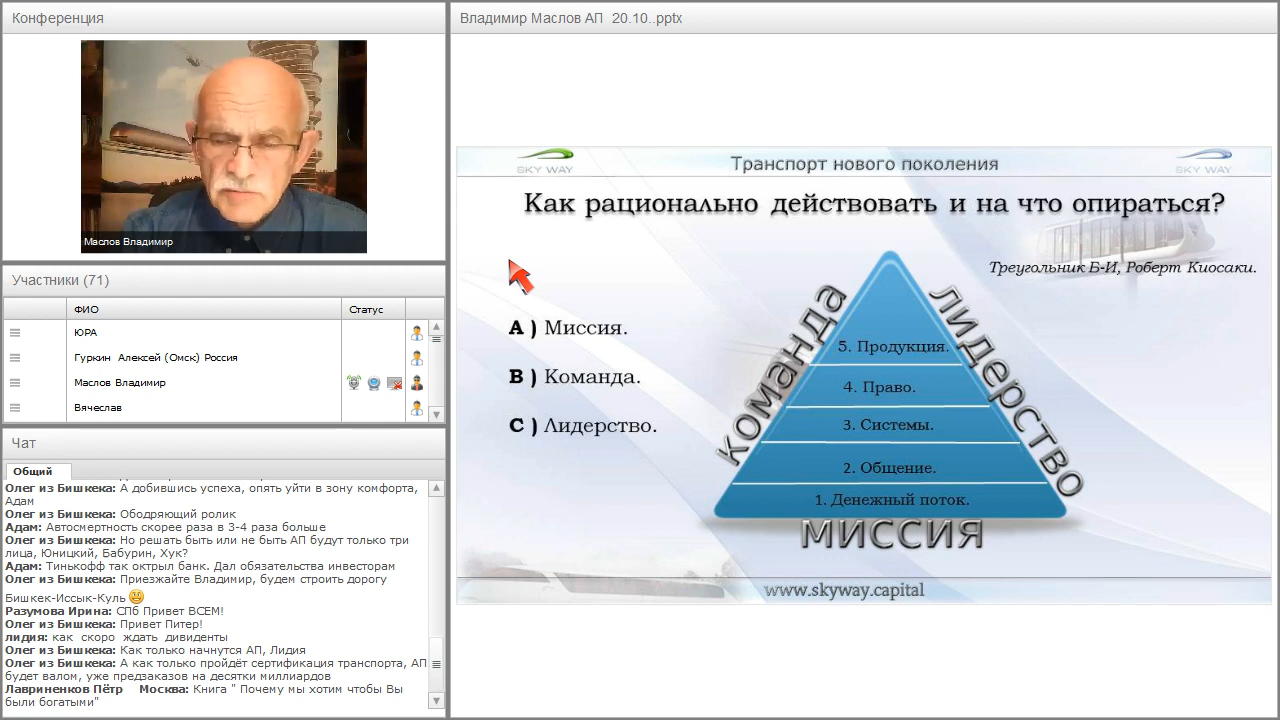 Конференция
Маслов Владимир
Участники (71)
ФИО
Статус
ЮРА
Гуркин Алексей (Омск) Россия
Маслов Владимир
Вячеслав
Чат
Общий
Олег из Бишкека: А добившись успеха, опять уйти в зону комфорта,
Адам
Олег из Бишкека: Ободряющий ролик
Адам: Автосмертность скорее раза в 3-4 раза больше
Олег из Бишкека: Но решать быть или не быть АП будут только три
лица, Юницкий, Бабурин, Хук?
Адам: Тинькофф так октрыл банк. Дал обязательства инвесторам
Олег из Бишкека: Приезжайте Владимир, будем строить дорогу
Бишкек-Иссык-Куль
Разумова Ирина: СПб Привет ВСЕМ!
Олег из Бишкека: Привет Питер!
лидия: как скоро ждать дивиденты
Олег из Бишкека: Как только начнутся АП, Лидия
Олег из Бишкека: А как только пройдёт сертификация транспорта, АП
будет валом, уже предзаказов на десятки миллиардов
Лавриненков Пётр Москва: Книга " Почему мы хотим чтобы Вы
были богатыми"
Владимир Маслов АП 20.10..pptx
SKY WAY
Транспорт нового поколения
SKY WAY
Как рационально действовать и на что опираться?
Треугольник Б-И, Роберт Киосаки.
A ) Миссия.
B ) Команда.
C ) Лидерство.
команда
лидерство
5. Продукция.
4. Право.
3. Системы.
2. Общение.
1. Денежный поток.
миссия
www.skyway.capital